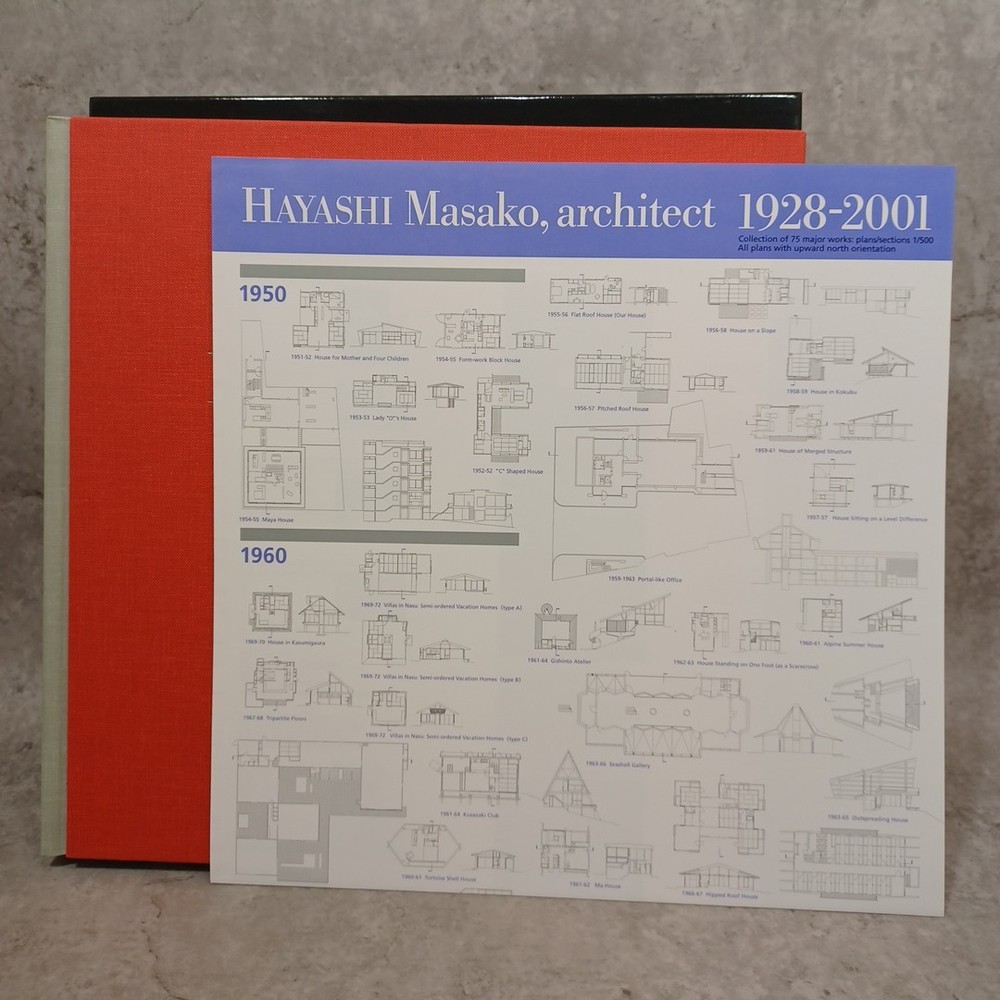 HAYASHI Masako, architect 1928-2001
Collection of 75 major works: plans/sections 1/500
All plans with upward north orientation
1950
1951-52 House for Mother and Four Children
1954-55 Form-work Block House
1955-56 Flat Roof House (Our House)
1956-58 House on a Slope
1953-53 Lady "O"'s House
1952-52 "C" Shaped House
1956-57 Pitched Roof House
1958-59 House in Kokubu
1959-61 House of Merged Structure
1957-57 House Sitting on a Level Difference
1954-55 Maya House
1959-1963 Portal-like Office
1960
1969-72 Villas in Nasu: Semi-ordered Vacation Homes (type A)
1969-70 House in Kasumigaura
1969-72 Villas in Nasu: Semi-ordered Vacation Homes (type B)
1967-68 Tripartite Floors
1969-72 Villas in Nasu: Semi-ordered Vacation Homes (type C)
1961-64 Gishinto Atelier
1962-63 House Standing on One Foot (as a Scarecrow)
1960-61 Alpine Summer House
1963-66 Seashell Gallery
1961-64 Kurasaki Club
1963-65 Outspreading House
1960-61 Tortoise Shell House
1961-62 Ma House
1966-67 Hipped Roof House